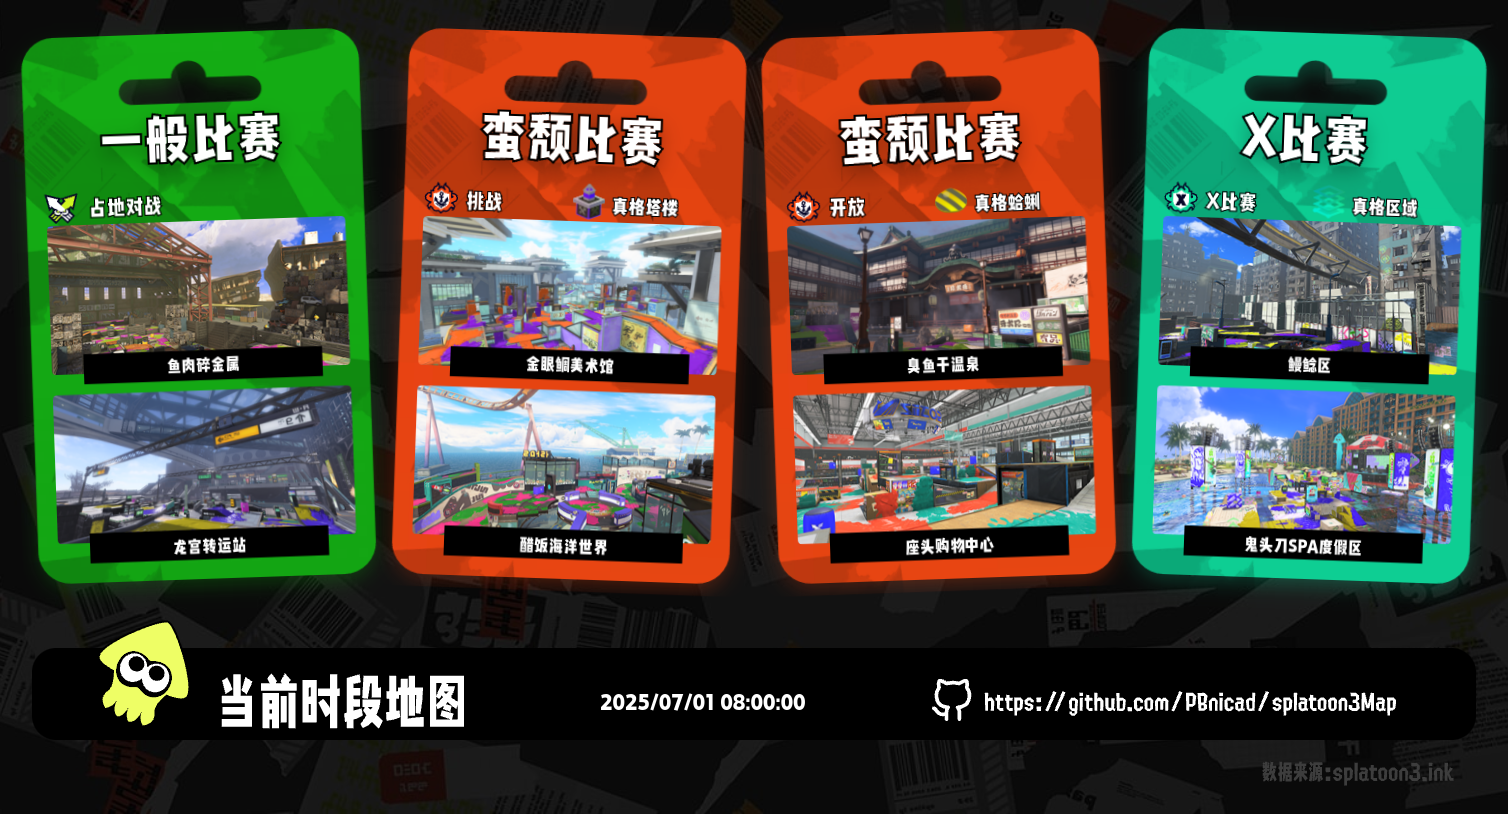 一般比赛
占地对战
鱼肉碎金属
龙宫转运站
蛮颓比赛
挑战
真格塔楼
金眼鲷美术馆
醋饭海洋世界
蛮颓比赛
开放
真格蛤蜊
臭鱼干温泉
座头购物中心
X比赛
X比赛
真格区域
鳗鲶区
鬼头刀SPA度假区
当前时段地图
2025/07/01 08:00:00
https://github.com/PBnicad/splatoon3Map
数据来源:splatoon3.ink